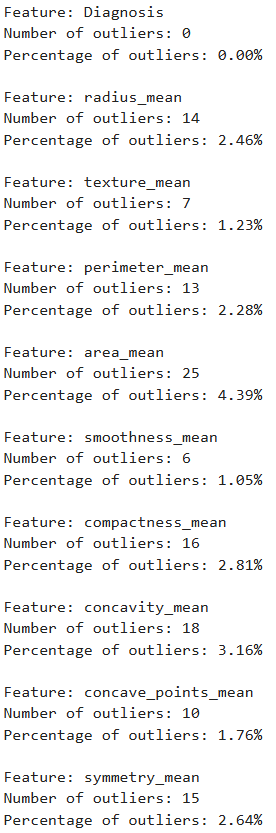 Feature: Diagnosis
Number of outliers: 0
Percentage of outliers: 0.00%
Feature: radius_mean
Number of outliers: 14
Percentage of outliers: 2.46%
Feature: texture_mean
Number of outliers: 7
Percentage of outliers: 1.23%
Feature: perimeter_mean
Number of outliers: 13
Percentage of outliers: 2.28%
Feature: area_mean
Number of outliers: 25
Percentage of outliers: 4.39%
Feature: smoothness_mean
Number of outliers: 6
Percentage of outliers: 1.05%
Feature: compactness_mean
Number of outliers: 16
Percentage of outliers: 2.81%
Feature: concavity_mean
Number of outliers: 18
Percentage of outliers: 3.16%
Feature: concave_points_mean
Number of outliers: 10
Percentage of outliers: 1.76%
Feature: symmetry_mean
Number of outliers: 15
Percentage of outliers: 2.64%